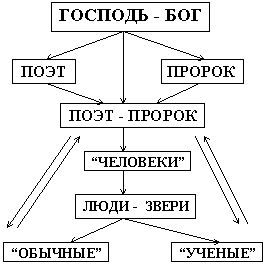 ГОСПОДЬ - БОГ
ПОЭТ
ПРОРОК
ПОЭТ - ПРОРОК
“ЧЕЛОВЕКИ”
ЛЮДИ - ЗВЕРИ
“ОБЫЧНЫЕ”
“УЧЕНЫЕ”